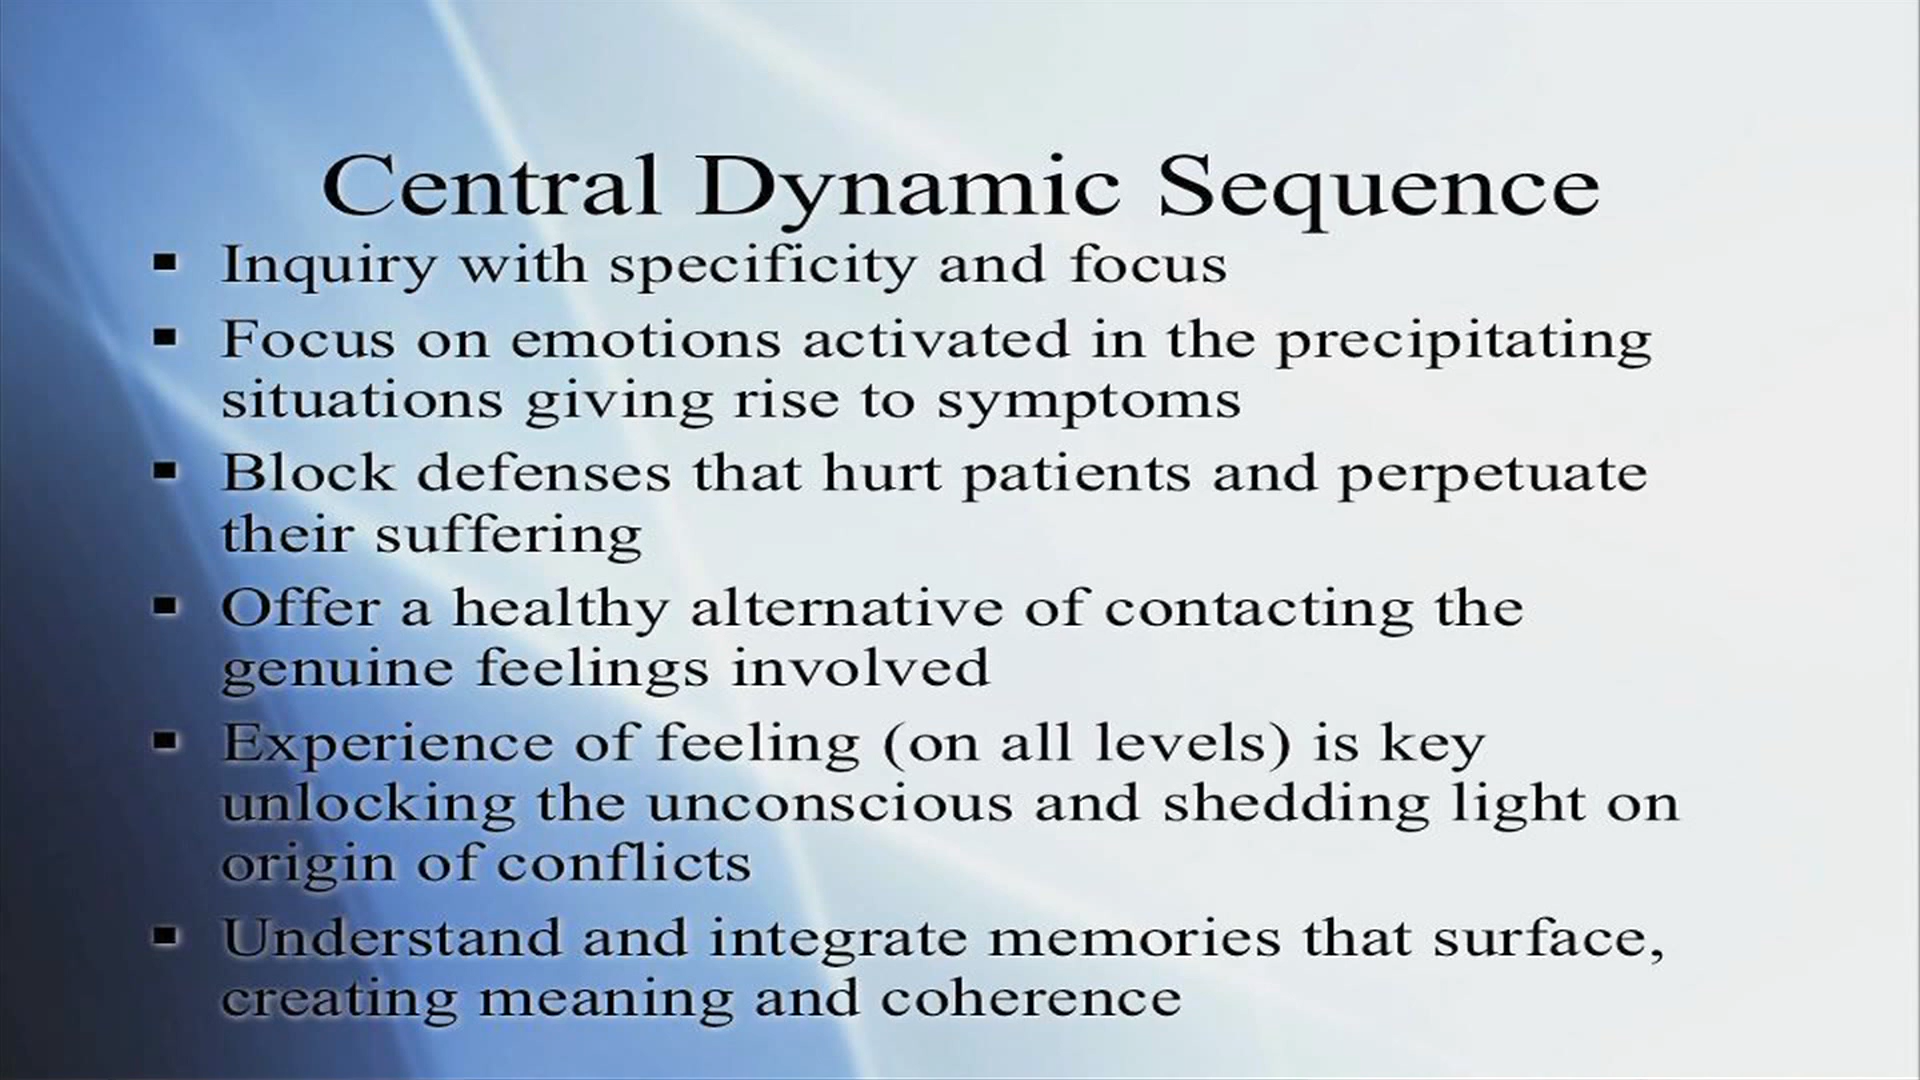 Central Dynamic Sequence
▪ Inquiry with specificity and focus
▪ Focus on emotions activated in the precipitating
situations giving rise to symptoms
▪ Block defenses that hurt patients and perpetuate
their suffering
▪ Offer a healthy alternative of contacting the
genuine feelings involved
▪ Experience of feeling (on all levels) is key
unlocking the unconscious and shedding light on
origin of conflicts
▪ Understand and integrate memories that surface,
creating meaning and coherence